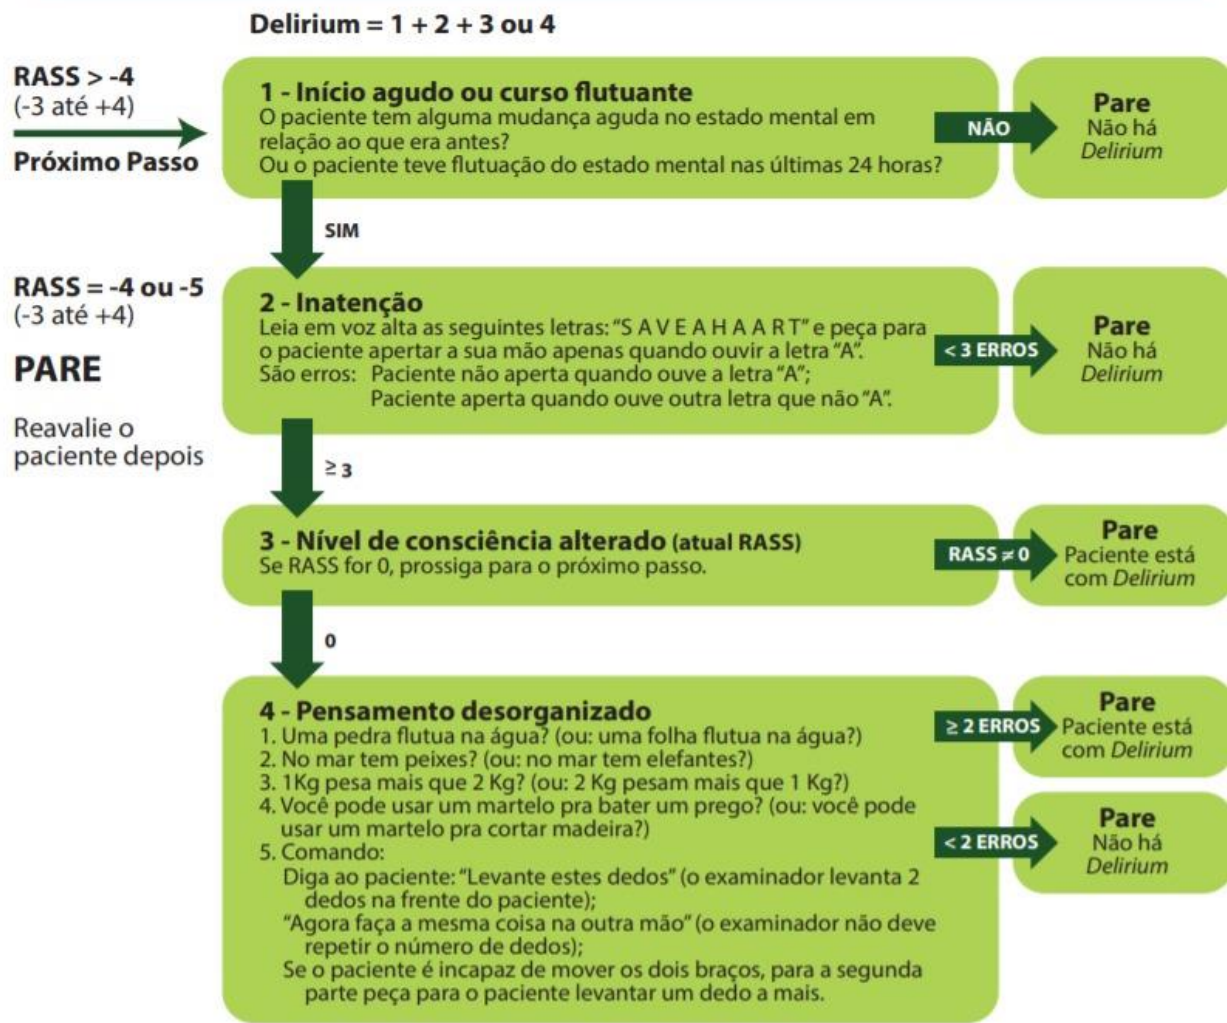 Delirium = 1 + 2 + 3 ou 4
RASS > -4
(-3 até +4)
Próximo Passo
1 - Início agudo ou curso flutuante
O paciente tem alguma mudança aguda no estado mental em
relação ao que era antes?
Ou o paciente teve flutuação do estado mental nas últimas 24 horas?
NÃO
Pare
Não há
Delirium
SIM
RASS = -4 ou -5
(-3 até +4)
PARE
Reavalie o
paciente depois
2 - Inatenção
Leia em voz alta as seguintes letras: “S A V E A H A A R T” e peça para
o paciente apertar a sua mão apenas quando ouvir a letra “A”.
São erros: Paciente não aperta quando ouve a letra “A”;
Paciente aperta quando ouve outra letra que não “A”.
< 3 ERROS
Pare
Não há
Delirium
≥ 3
3 - Nível de consciência alterado (atual RASS)
Se RASS for 0, prossiga para o próximo passo.
RASS ≠ 0
Pare
Paciente está
com Delirium
0
4 - Pensamento desorganizado
1. Uma pedra flutua na água? (ou: uma folha flutua na água?)
2. No mar tem peixes? (ou: no mar tem elefantes?)
3. 1Kg pesa mais que 2 Kg? (ou: 2 Kg pesam mais que 1 Kg?)
4. Você pode usar um martelo pra bater um prego? (ou: você pode
usar um martelo pra cortar madeira?)
5. Comando:
Diga ao paciente: “Levante estes dedos” (o examinador levanta 2
dedos na frente do paciente);
“Agora faça a mesma coisa na outra mão” (o examinador não deve
repetir o número de dedos);
Se o paciente é incapaz de mover os dois braços, para a segunda
parte peça para o paciente levantar um dedo a mais.
≥ 2 ERROS
Pare
Paciente está
com Delirium
< 2 ERROS
Pare
Não há
Delirium